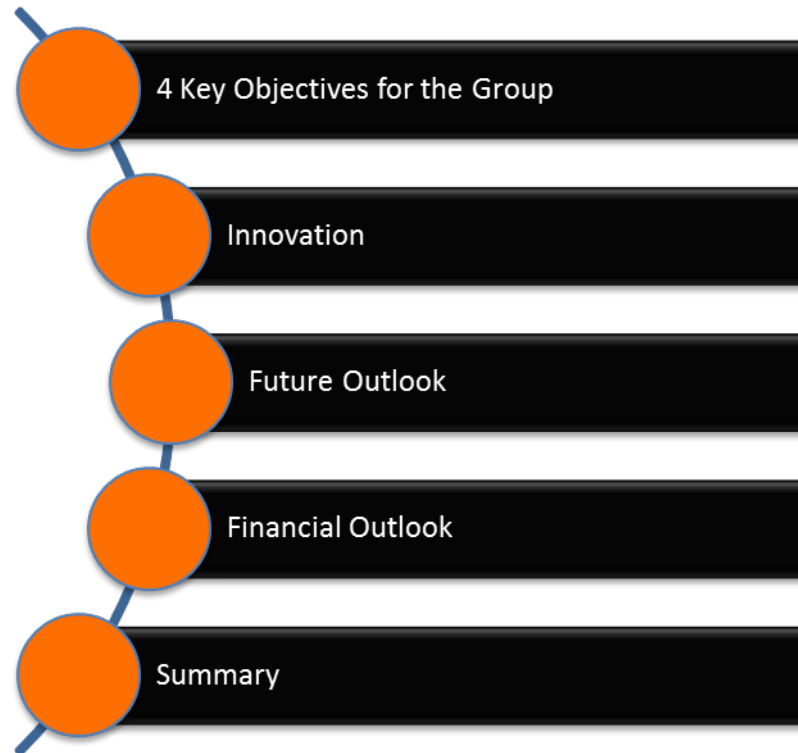 4 Key Objectives for the Group
Innovation
Future Outlook
Financial Outlook
Summary